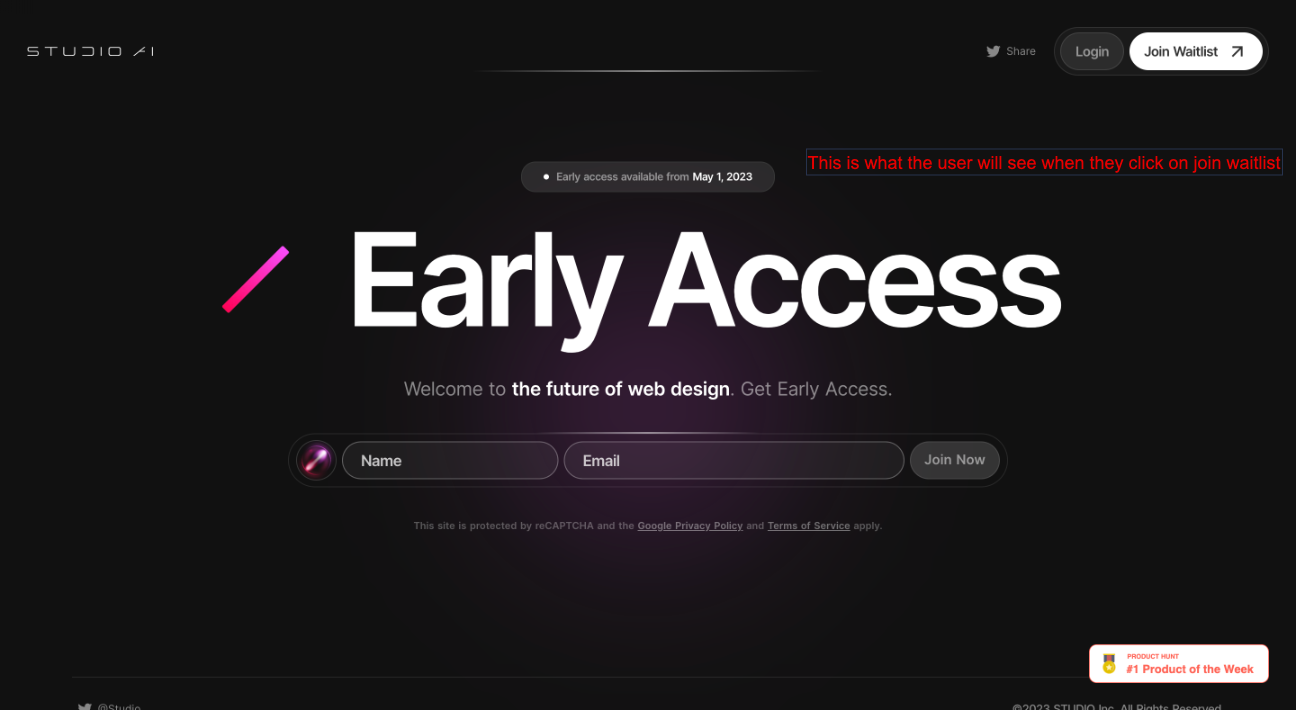 STUDIO AI
Share
Login
Join Waitlist
This is what the user will see when they click on join waitlist
Early access available from May 1, 2023
Early Access
Welcome to the future of web design. Get Early Access.
Name
Email
Join Now
This site is protected by reCAPTCHA and the Google Privacy Policy and Terms of Service apply.
PRODUCT HUNT
#1 Product of the Week
@Studio
©2023 STUDIO Inc. All Rights Reserved.